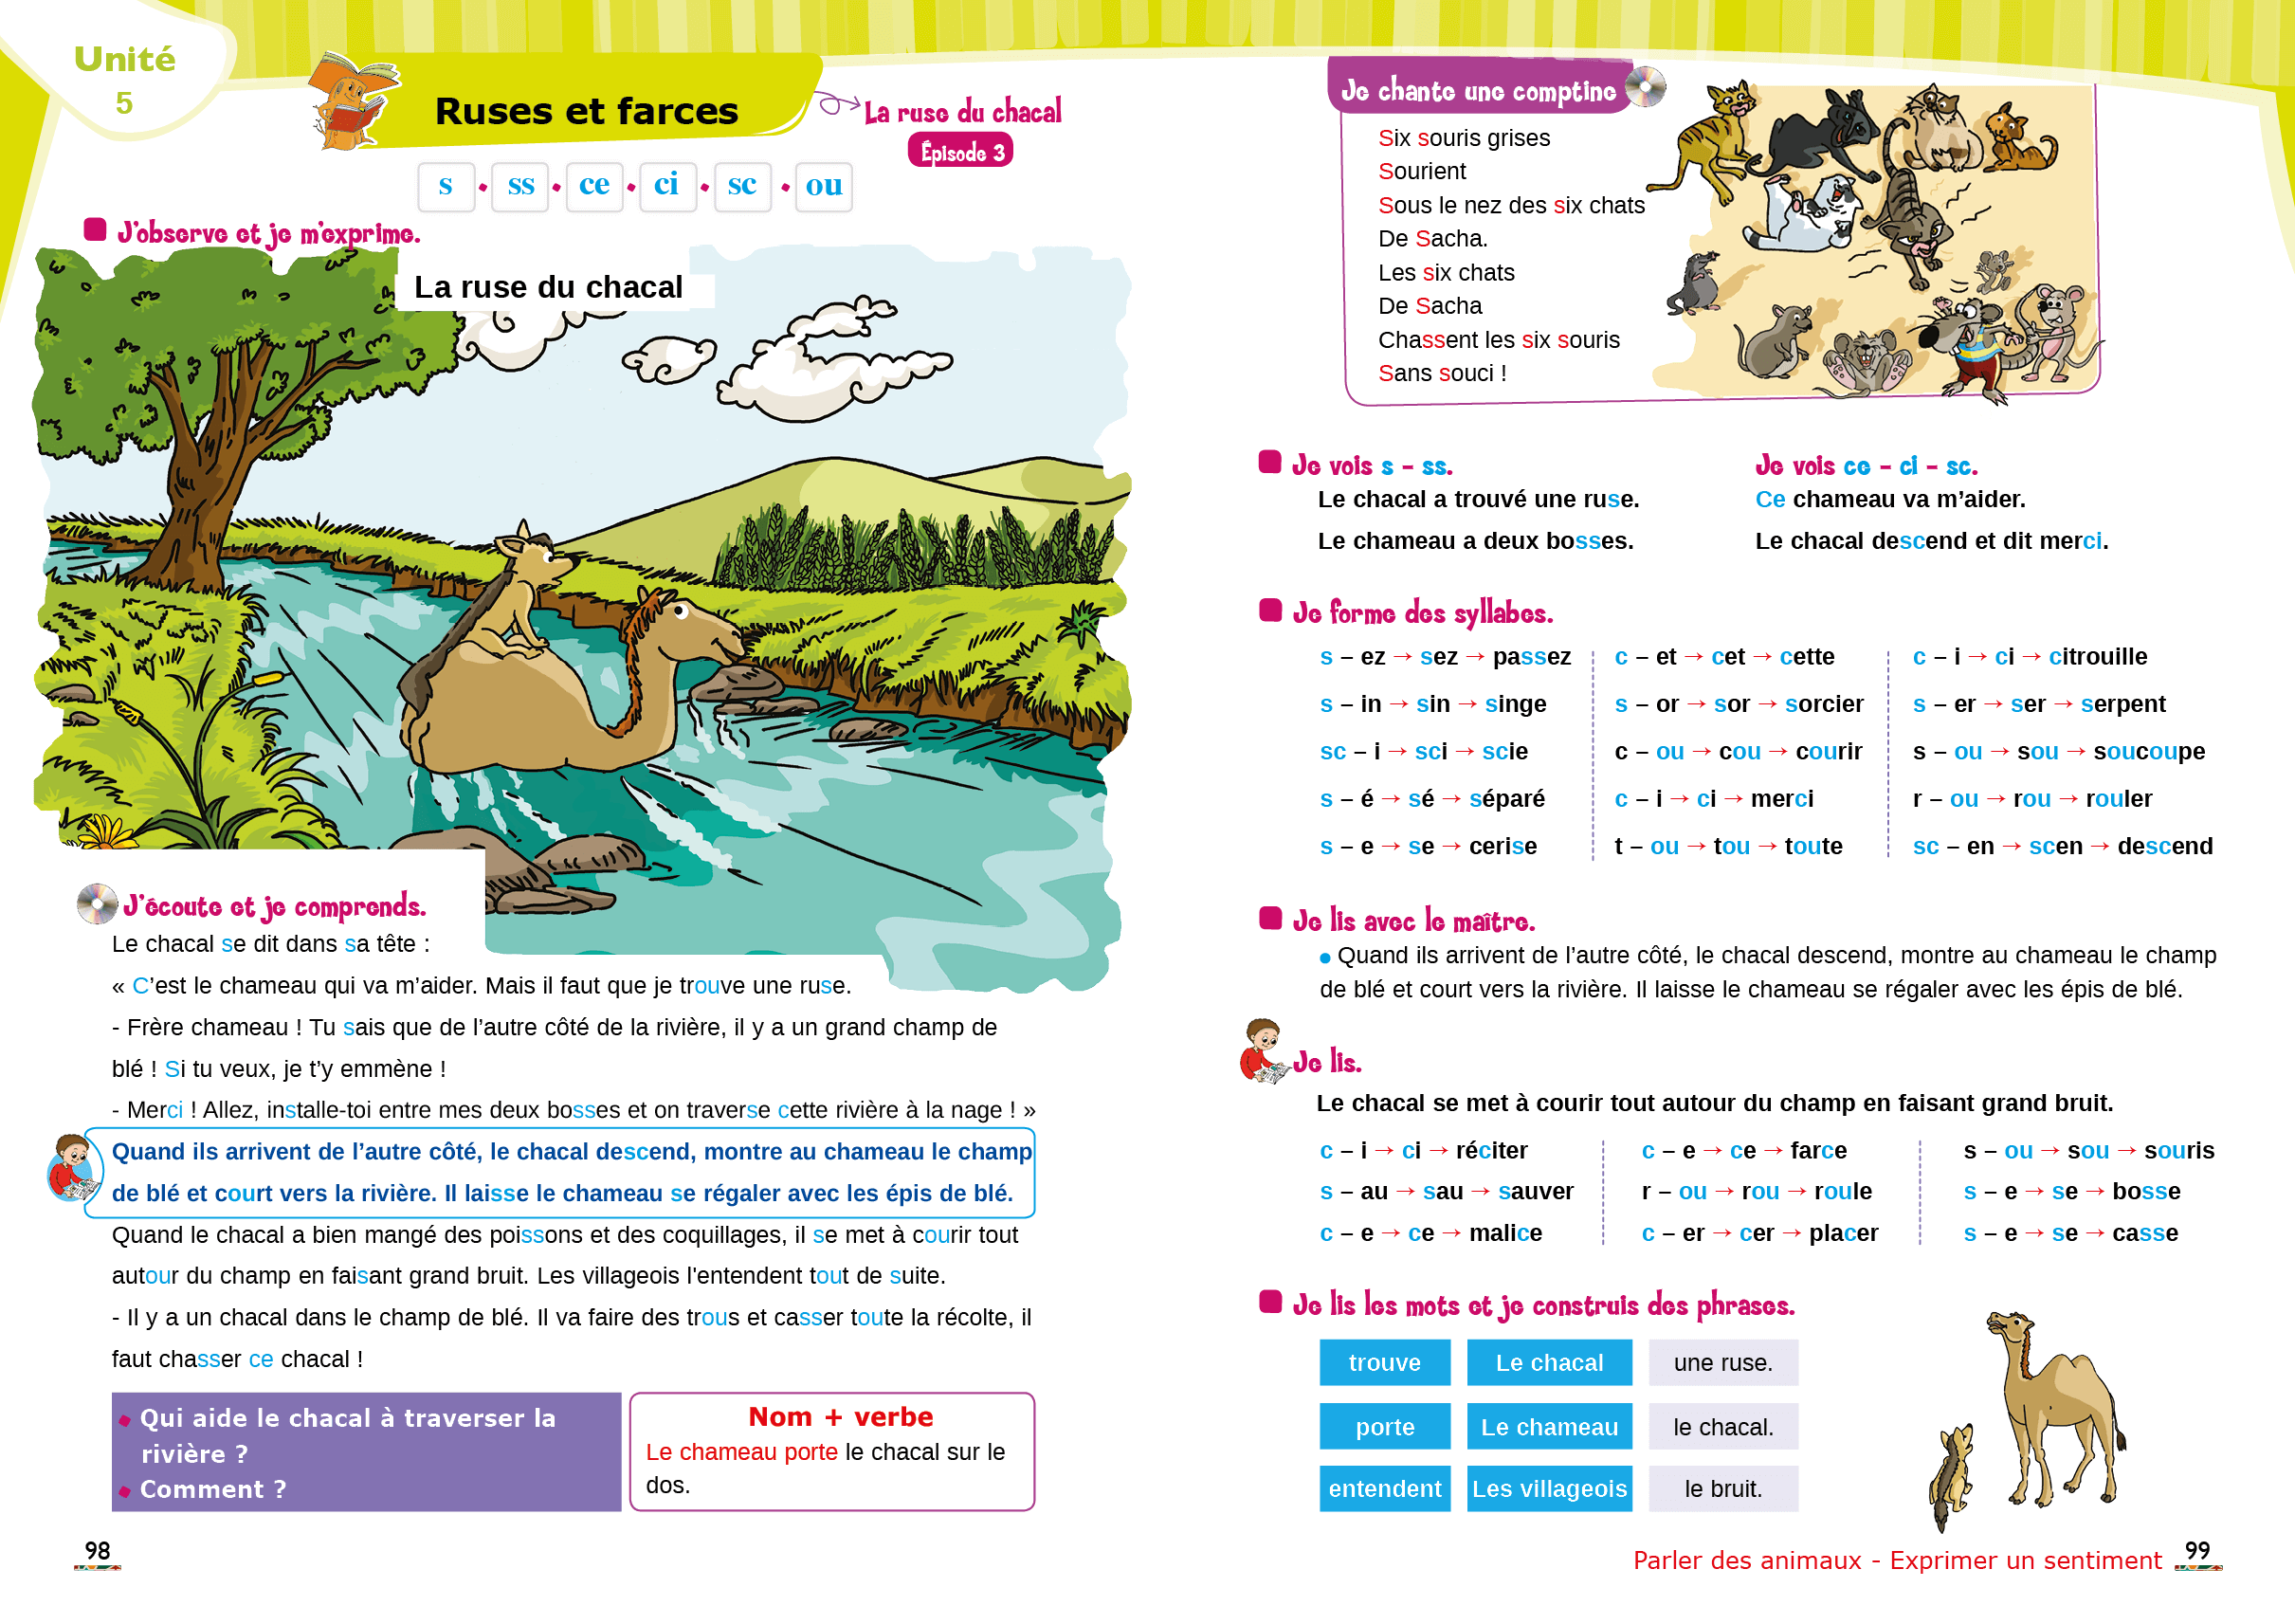 Unité
5
Ruses et farces
La ruse du chacal
Épisode 3
s • ss • ce • ci • sc • ou
J'observe et je m'exprime.
La ruse du chacal
J'écoute et je comprends.
Le chacal se dit dans sa tête :
« C’est le chameau qui va m’aider. Mais il faut que je trouve une ruse.
- Frère chameau ! Tu sais que de l’autre côté de la rivière, il y a un grand champ de
blé ! Si tu veux, je t’y emmène !
- Merci ! Allez, installe-toi entre mes deux bosses et on traverse cette rivière à la nage ! »
Quand ils arrivent de l’autre côté, le chacal descend, montre au chameau le champ
de blé et court vers la rivière. Il laisse le chameau se régaler avec les épis de blé.
Quand le chacal a bien mangé des poissons et des coquillages, il se met à courir tout
autour du champ en faisant grand bruit. Les villageois l'entendent tout de suite.
- Il y a un chacal dans le champ de blé. Il va faire des trous et casser toute la récolte, il
faut chasser ce chacal !
• Qui aide le chacal à traverser la
rivière ?
• Comment ?
Nom + verbe
Le chameau porte le chacal sur le
dos.
98
Je chante une comptine
Six souris grises
Sourient
Sous le nez des six chats
De Sacha.
Les six chats
De Sacha
Chassent les six souris
Sans souci !
Je vois s - ss.
Le chacal a trouvé une ruse.
Le chameau a deux bosses.
Je vois ce - ci - sc.
Ce chameau va m’aider.
Le chacal descend et dit merci.
Je forme des syllabes.
s – ez → sez → passez
s – in → sin → singe
sc – i → sci → scie
s – é → sé → séparé
s – e → se → cerise
c – et → cet → cette
s – or → sor → sorcier
c – ou → cou → courir
c – i → ci → merci
t – ou → tou → toute
c – i → ci → citrouille
s – er → ser → serpent
s – ou → sou → soucoupe
r – ou → rou → rouler
sc – en → scen → descend
Je lis avec le maître.
• Quand ils arrivent de l’autre côté, le chacal descend, montre au chameau le champ
de blé et court vers la rivière. Il laisse le chameau se régaler avec les épis de blé.
Je lis.
Le chacal se met à courir tout autour du champ en faisant grand bruit.
c – i → ci → réciter
s – au → sau → sauver
c – e → ce → malice
c – e → ce → farce
r – ou → rou → roule
c – er → cer → placer
s – ou → sou → souris
s – e → se → bosse
s – e → se → casse
Je lis les mots et je construis des phrases.
trouve Le chacal une ruse.
porte Le chameau le chacal.
entendent Les villageois le bruit.
Parler des animaux - Exprimer un sentiment
99